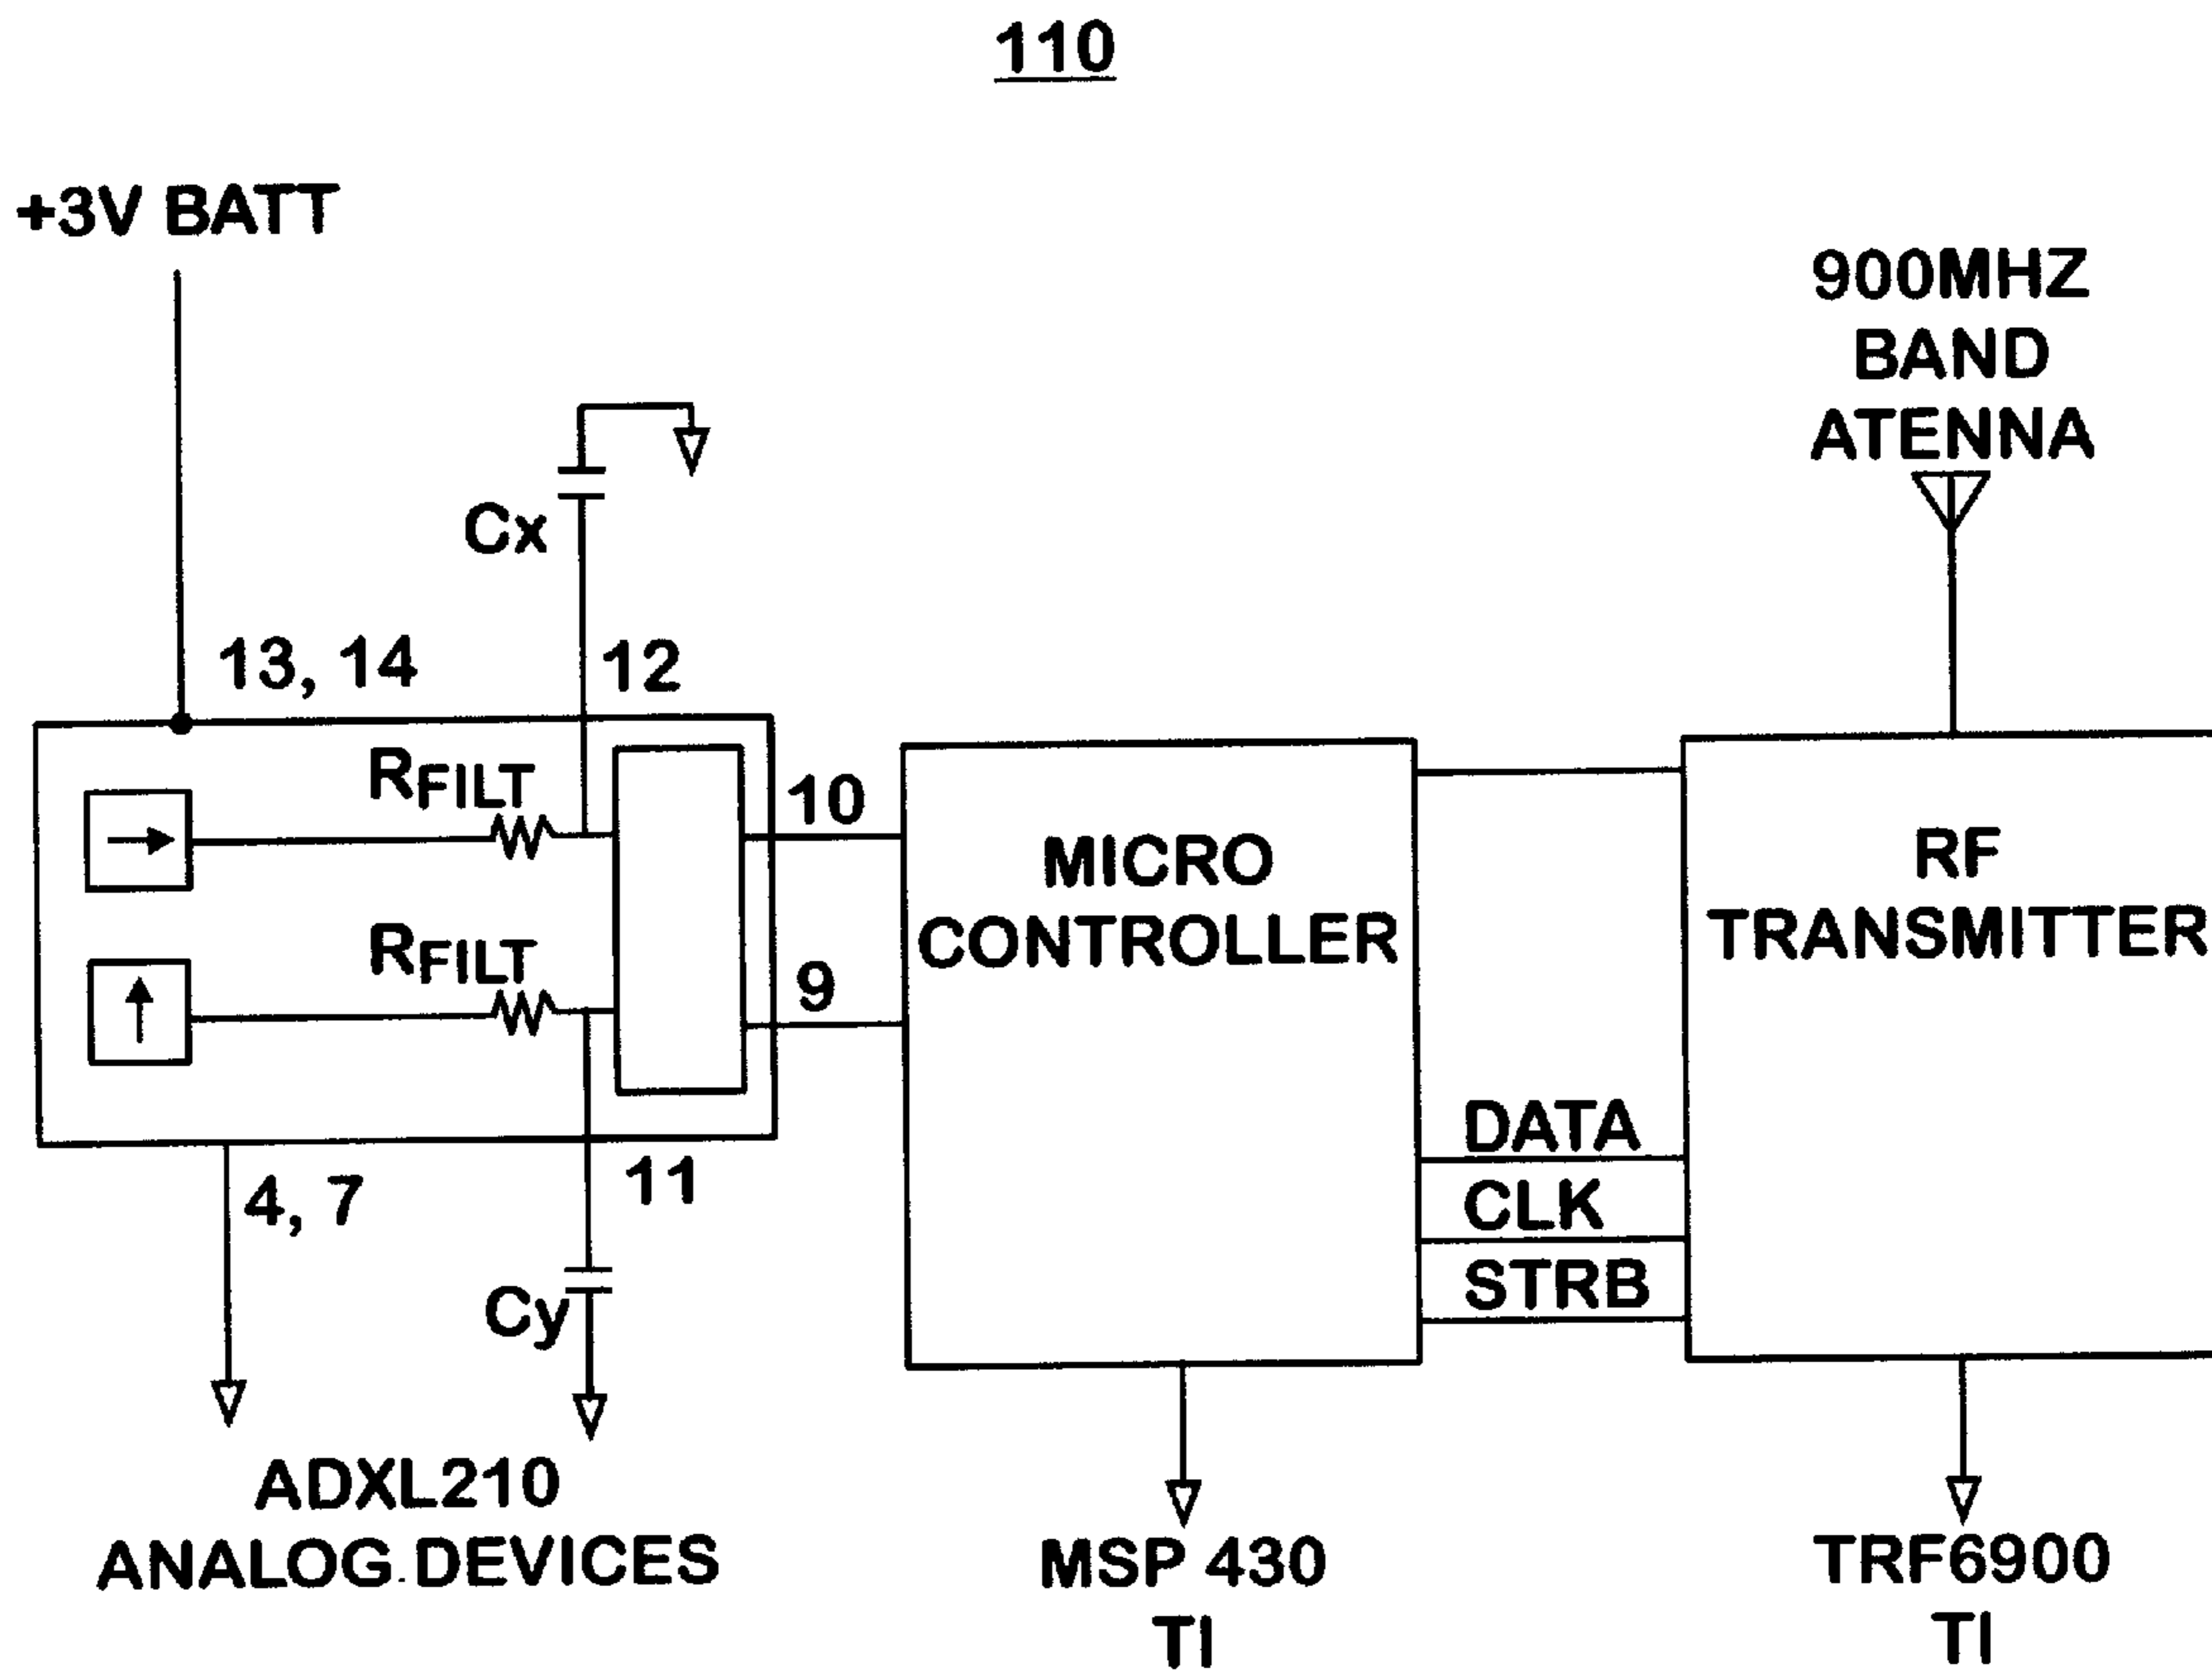 110
+3V BATT
900MHZ
BAND
ATENNA
Cx
13, 14
12
RFILT
10
MICRO
CONTROLLER
RF
TRANSMITTER
RFILT
9
DATA
CLK
STRB
4, 7
11
Cy
ADXL210
ANALOG DEVICES
MSP 430
TI
TRF6900
TI